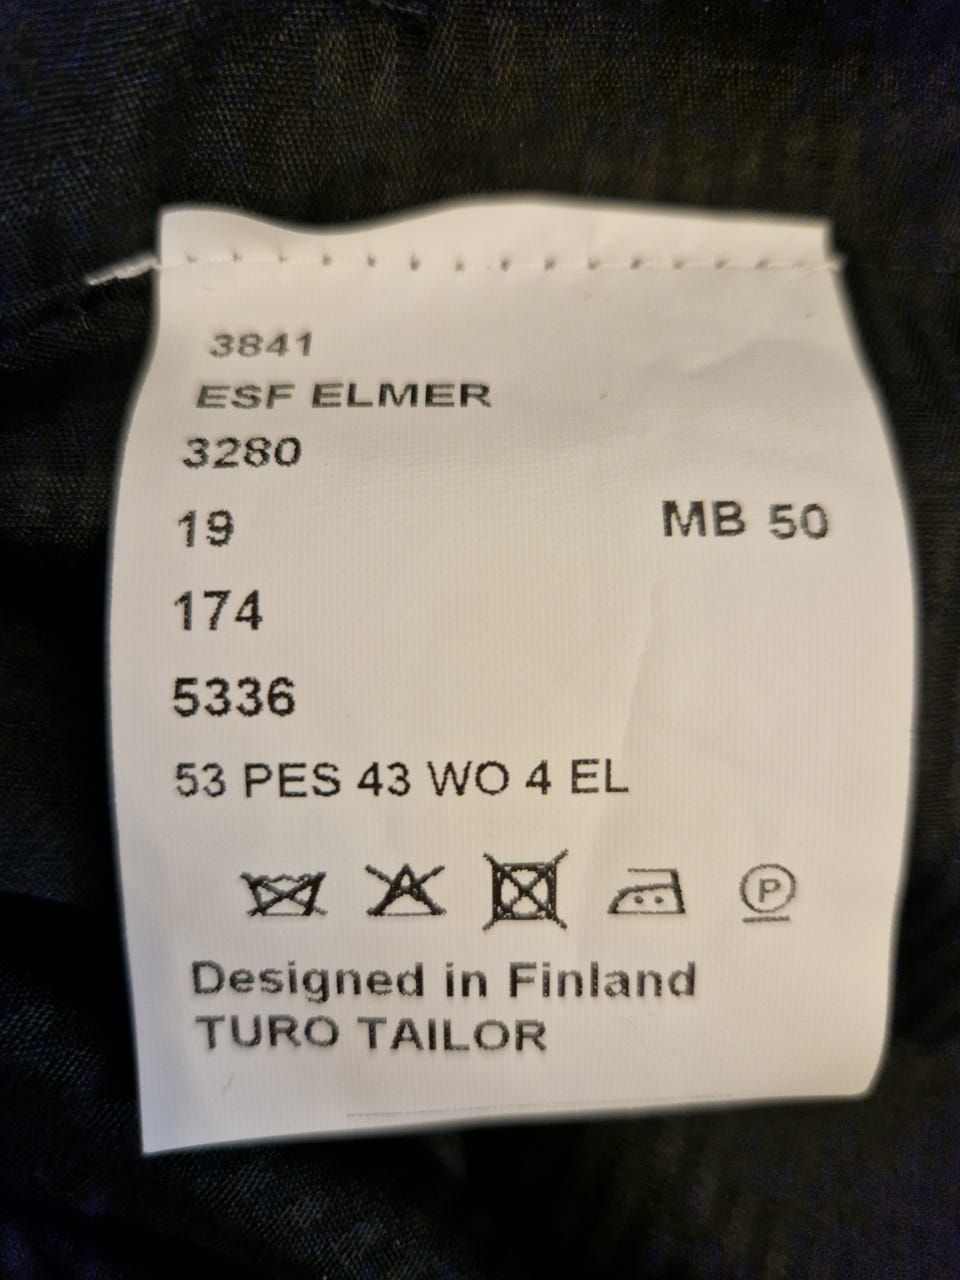 3841
ESF ELMER
3280
19 MB 50
174
5336
53 PES 43 WO 4 EL
P
Designed in Finland
TURO TAILOR